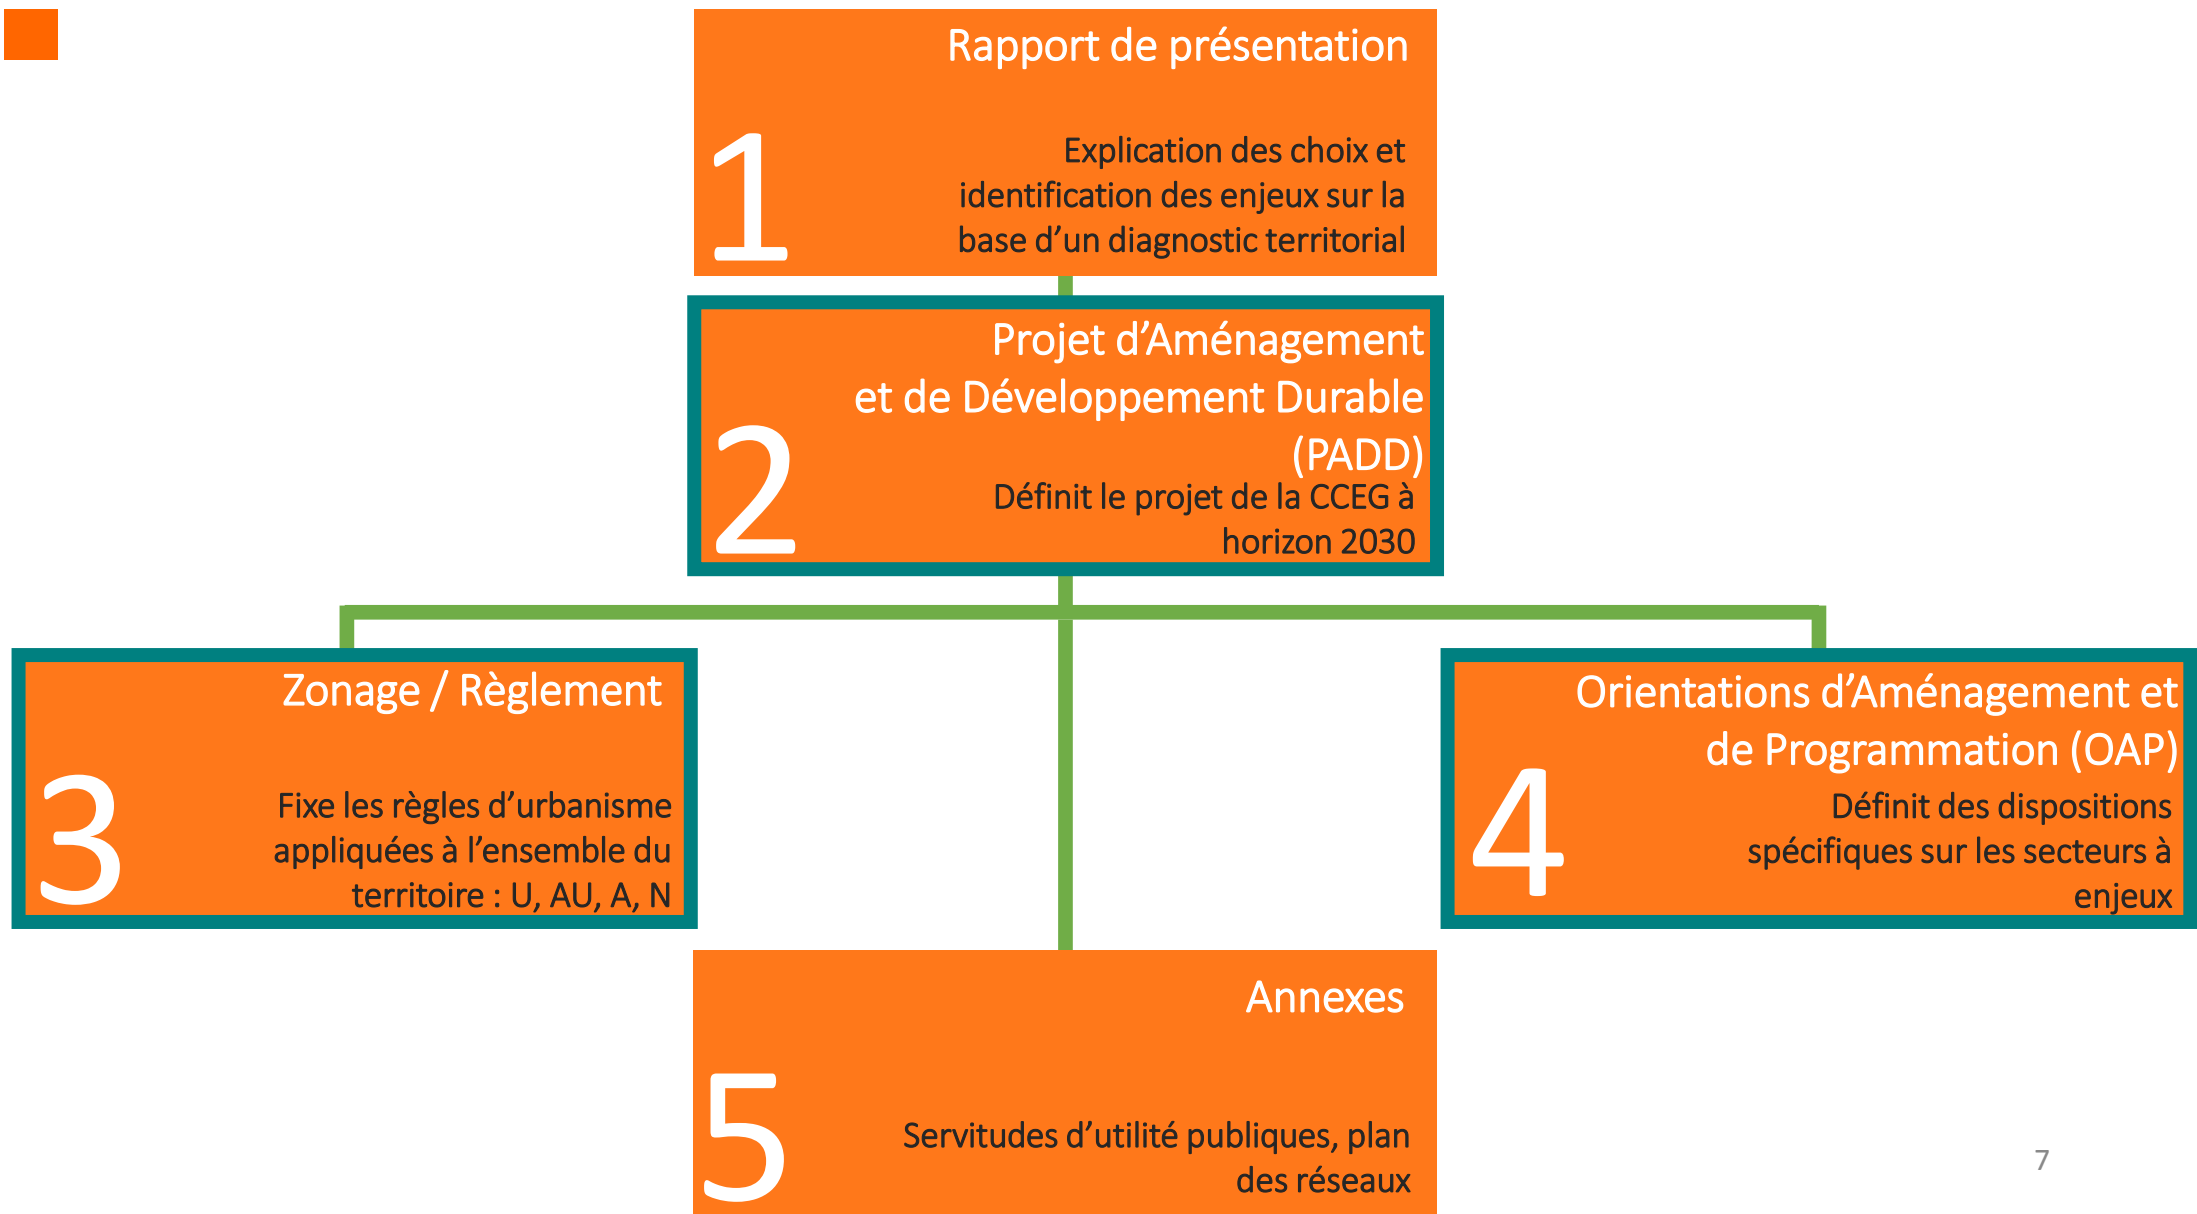 Rapport de présentation
1
Explication des choix et
identification des enjeux sur la
base d’un diagnostic territorial
Projet d’Aménagement
et de Développement Durable
(PADD)
2
Définit le projet de la CCEG à
horizon 2030
Zonage / Règlement
3
Fixe les règles d’urbanisme
appliquées à l’ensemble du
territoire : U, AU, A, N
Orientations d’Aménagement et
de Programmation (OAP)
4
Définit des dispositions
spécifiques sur les secteurs à
enjeux
Annexes
5
Servitudes d’utilité publiques, plan
des réseaux
7